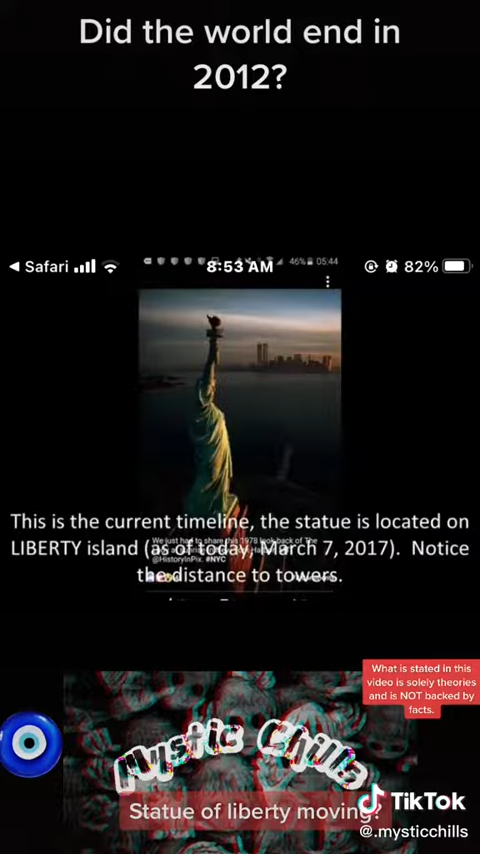 Did the world end in
2012?
◀ Safari
8:53 AM
82%
46% 05:44
This is the current timeline, the statue is located on
LIBERTY island (as of today, March 7, 2017). Notice
the distance to towers.
We just had to share this 1978 look back of The
@HistoryInPix. #NYC
What is stated in this
video is solely theories
and is NOT backed by
facts.
Mystic Chills
Statue of liberty moving?
TikTok
@.mysticchills